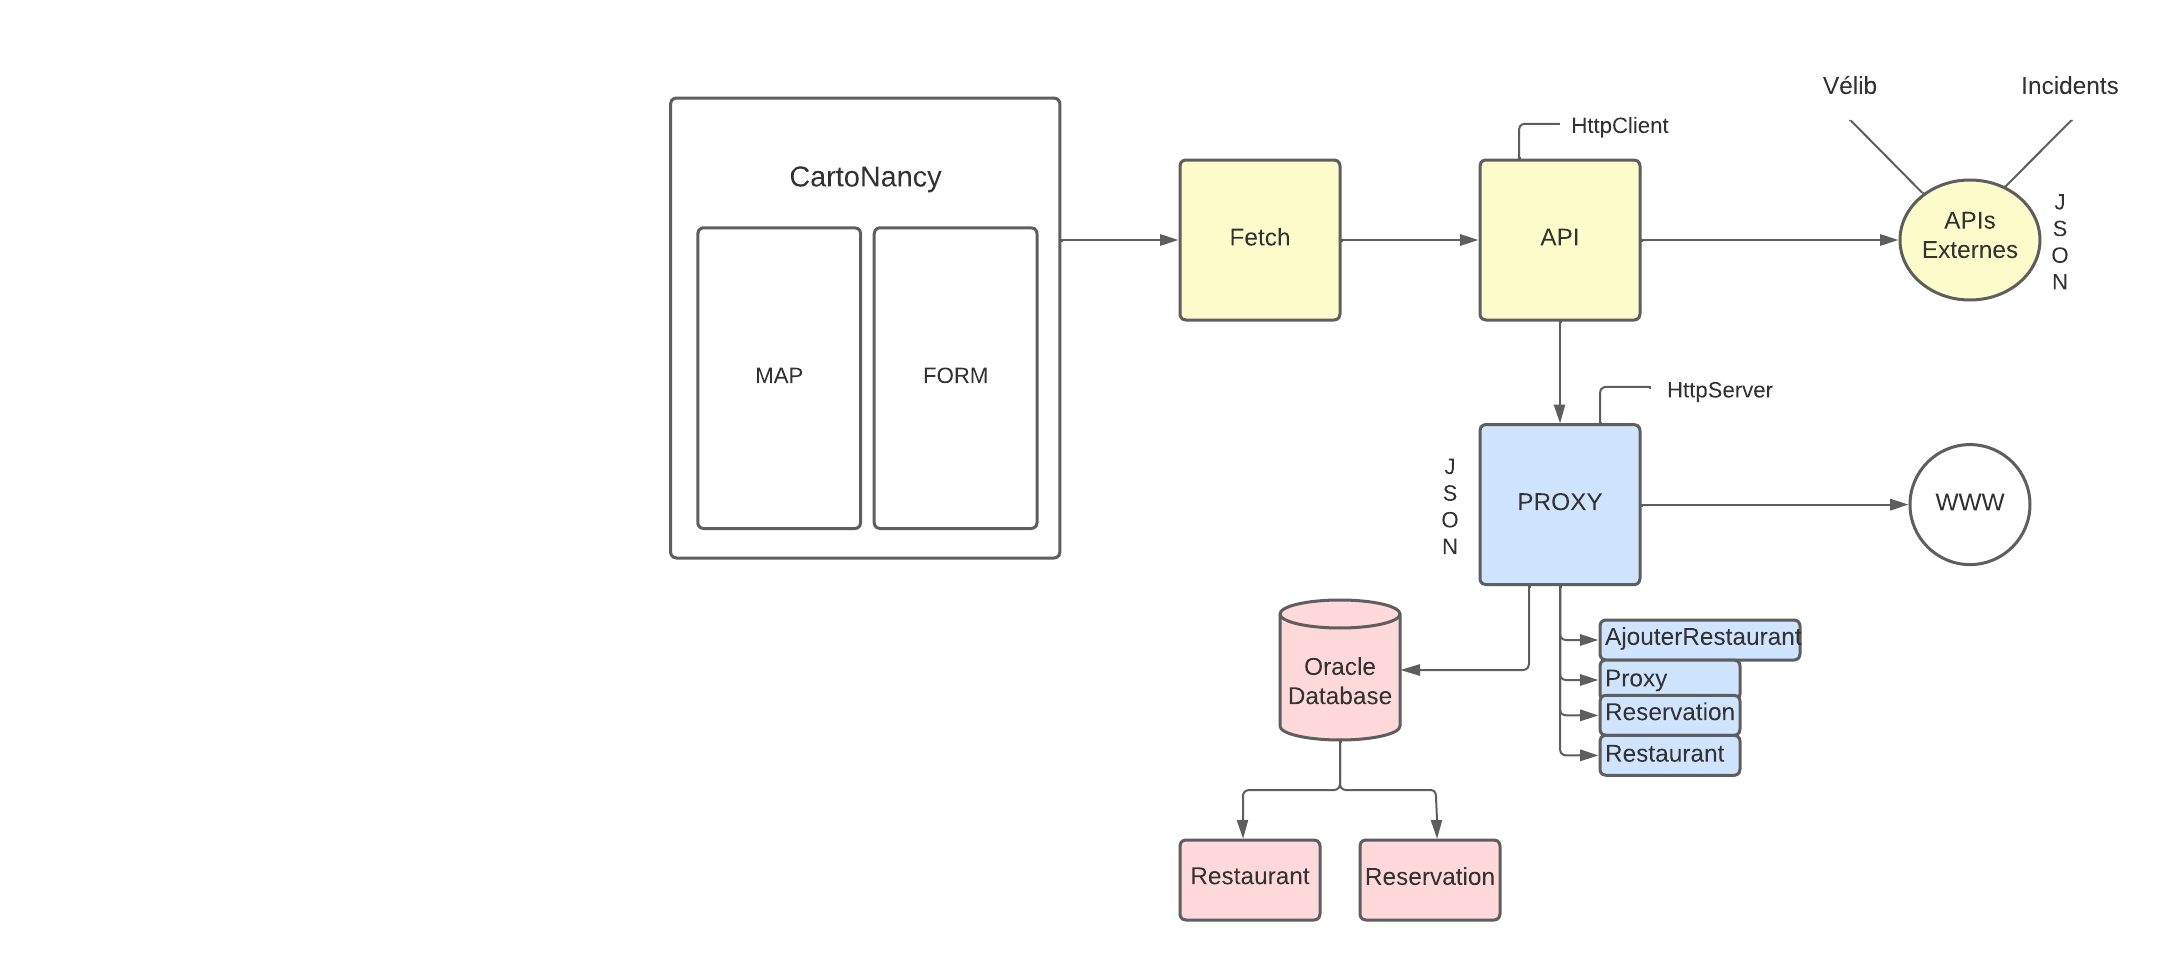 Vélib
Incidents
HttpClient
CartoNancy
MAP
FORM
Fetch
API
APIs
Externes
J
S
O
N
HttpServer
J
S
O
N
PROXY
WWW
AjouterRestaurant
Proxy
Reservation
Restaurant
Oracle
Database
Restaurant
Reservation